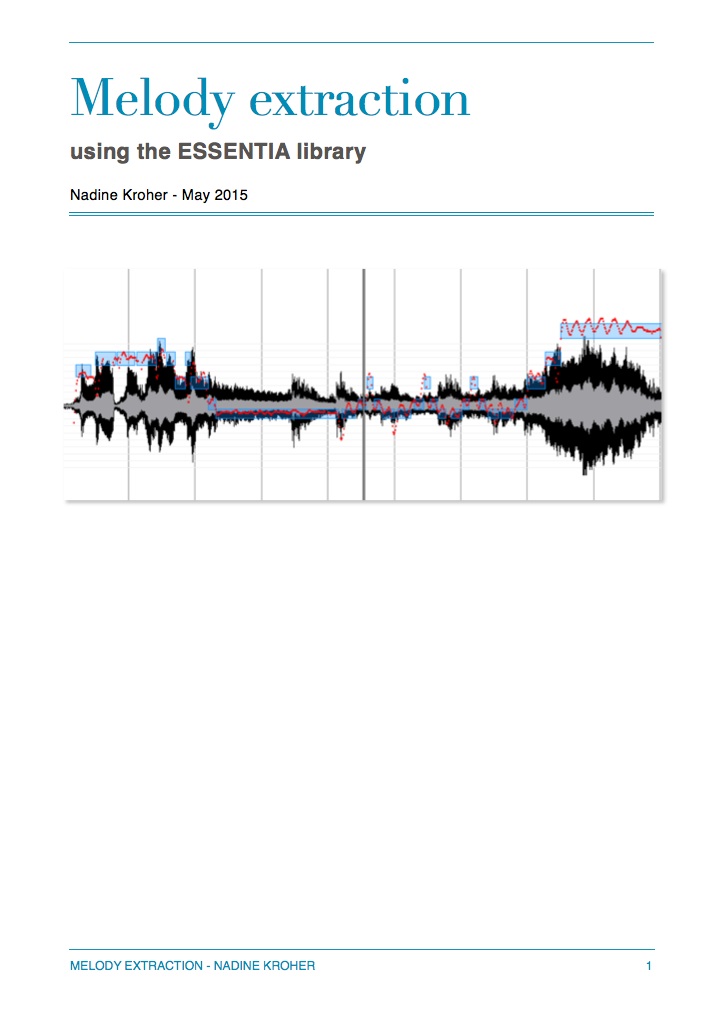 Melody extraction
using the ESSENTIA library
Nadine Kroher - May 2015
MELODY EXTRACTION - NADINE KROHER 1